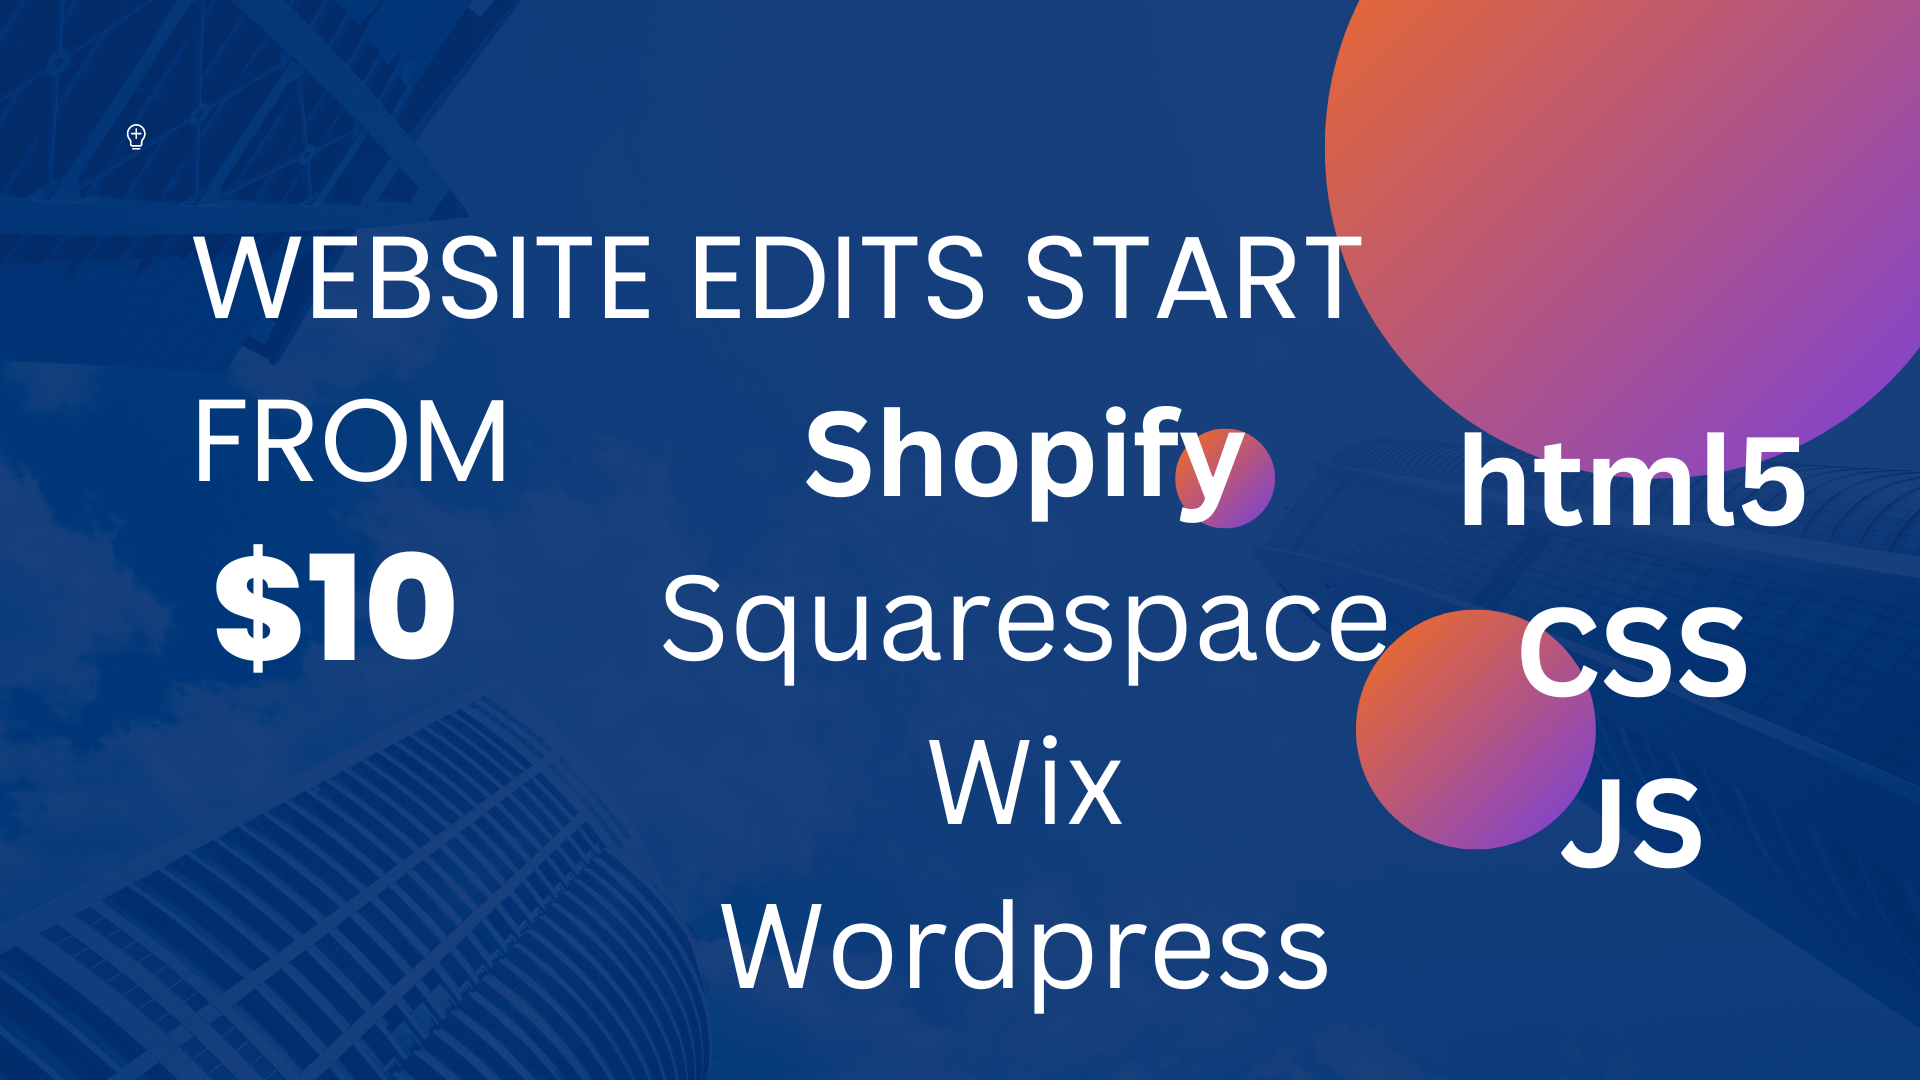 WEBSITE EDITS START
FROM
$10
Shopify
Squarespace
Wix
Wordpress
html5
CSS
JS